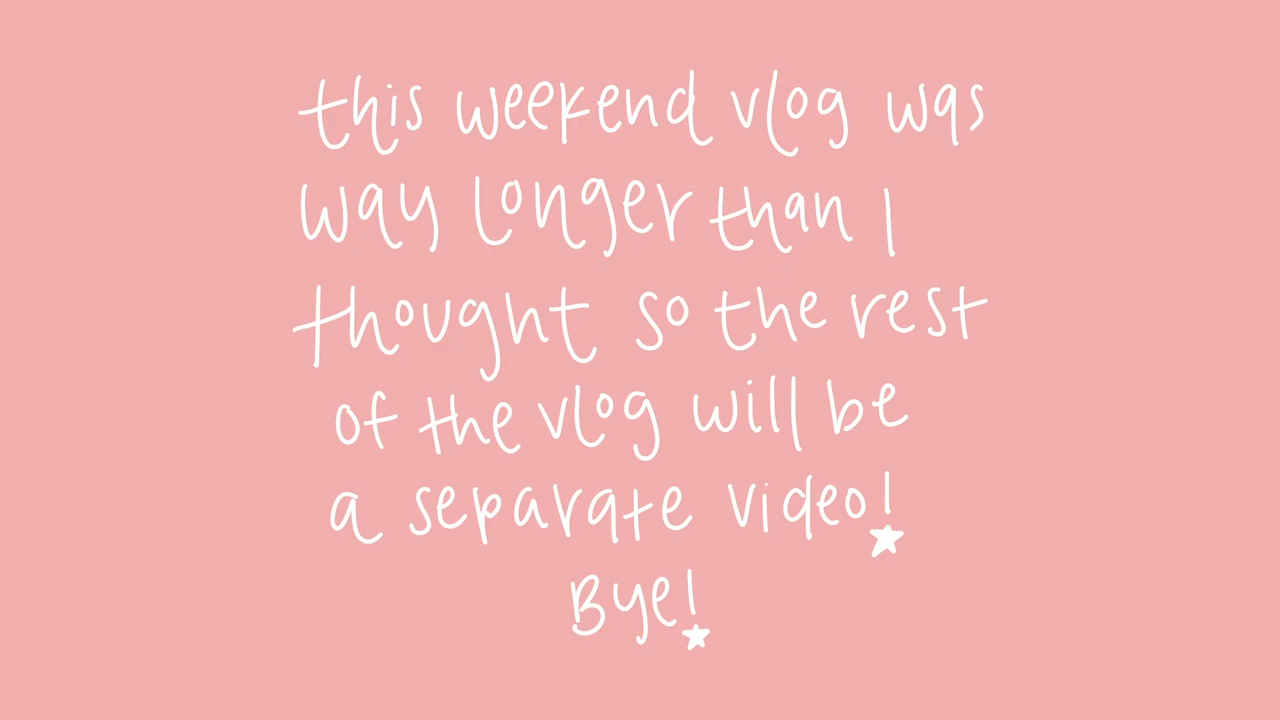 this weekend vlog was
way longer than I
thought so the rest
of the vlog will be
a separate video!
Bye!